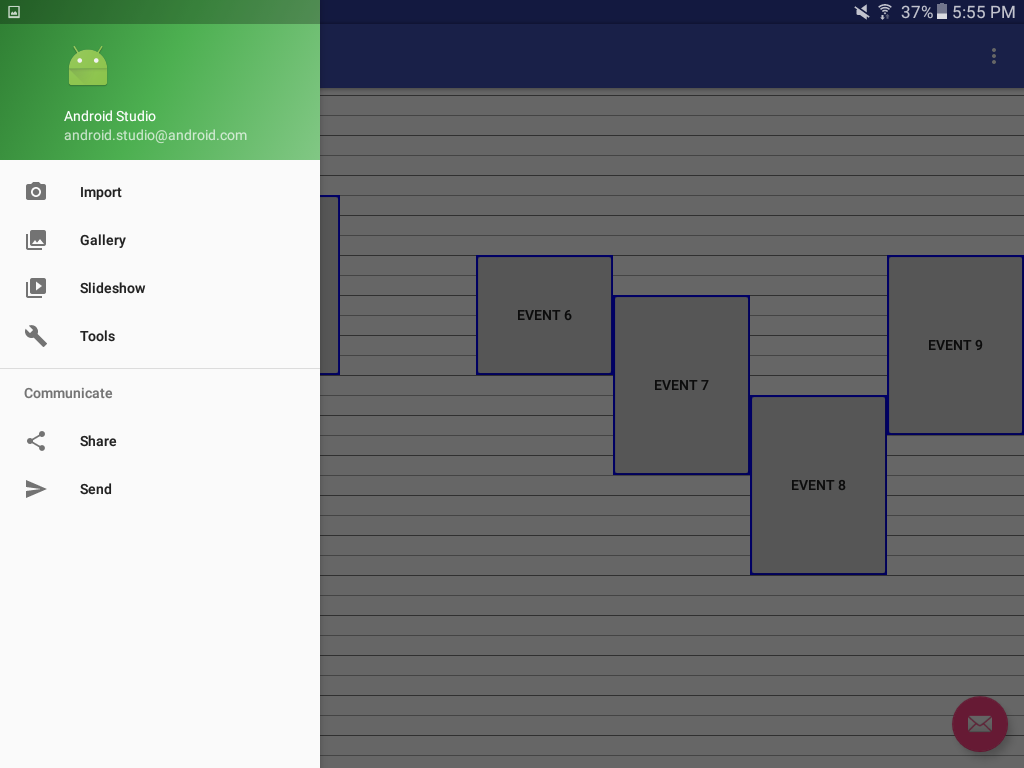 37% 5:55 PM
Android Studio
android.studio@android.com
Import
Gallery
Slideshow
Tools
Communicate
Share
Send
EVENT 6
EVENT 7
EVENT 8
EVENT 9